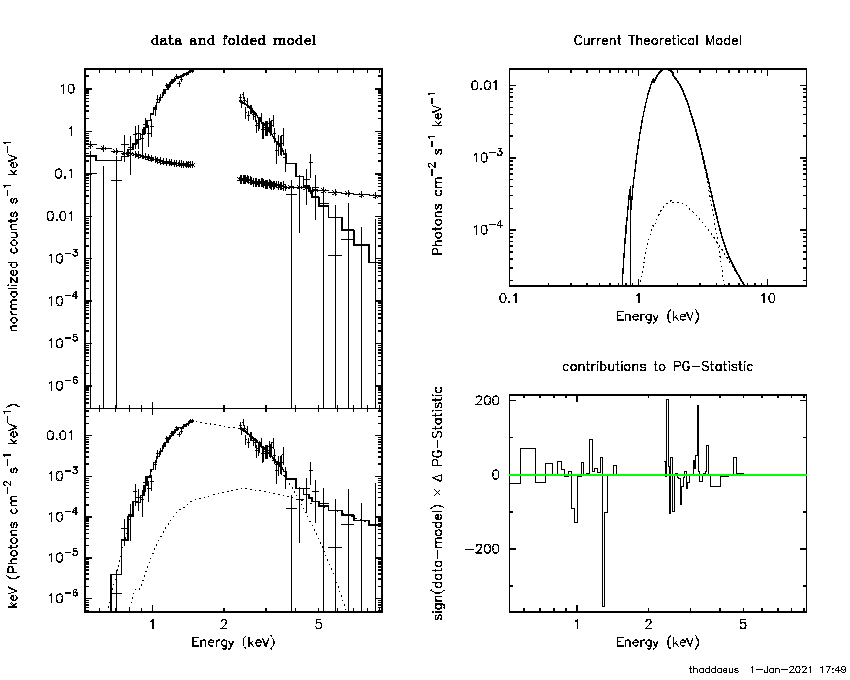 data and folded model
normalized counts s⁻¹ keV⁻¹
10
1
0.1
0.01
10⁻³
10⁻⁴
10⁻⁵
10⁻⁶
keV (Photons cm⁻² s⁻¹ keV⁻¹)
0.01
10⁻³
10⁻⁴
10⁻⁵
10⁻⁶
1 2 5
Energy (keV)
Current Theoretical Model
Photons cm⁻² s⁻¹ keV⁻¹
0.01
10⁻³
10⁻⁴
0.1 1 10
Energy (keV)
contributions to PG-Statistic
sign(data-model) × Δ PG-Statistic
200
0
-200
1 2 5
Energy (keV)
thaddaeus 1-Jan-2021 17:49